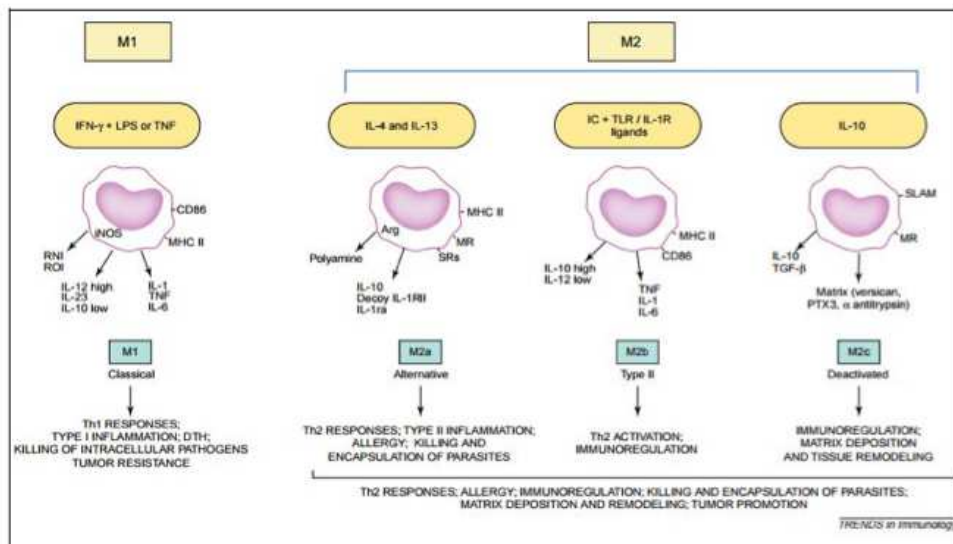 M1
M2
IFN-γ + LPS or TNF
IL-4 and IL-13
IC + TLR / IL-1R
ligands
IL-10
CD86
MHC II
iNOS
RNI
ROI
IL-12 high
IL-23
IL-10 low
IL-1
TNF
IL-6
Arg
MHC II
MR
SRs
Polyamine
IL-10
Decoy IL-1RII
IL-1ra
MHC II
CD86
IL-10 high
IL-12 low
TNF
IL-1
IL-6
SLAM
MR
IL-10
TGF-β
Matrix (versican,
PTX3, α antitrypsin)
M1
Classical
M2a
Alternative
M2b
Type II
M2c
Deactivated
Th1 RESPONSES;
TYPE I INFLAMMATION; DTH;
KILLING OF INTRACELLULAR PATHOGENS
TUMOR RESISTANCE
Th2 RESPONSES; TYPE II INFLAMMATION;
ALLERGY; KILLING AND
ENCAPSULATION OF PARASITES
Th2 ACTIVATION;
IMMUNOREGULATION
IMMUNOREGULATION;
MATRIX DEPOSITION
AND TISSUE REMODELING
Th2 RESPONSES; ALLERGY; IMMUNOREGULATION; KILLING AND ENCAPSULATION OF PARASITES;
MATRIX DEPOSITION AND REMODELING; TUMOR PROMOTION
TRENDS in Immunology